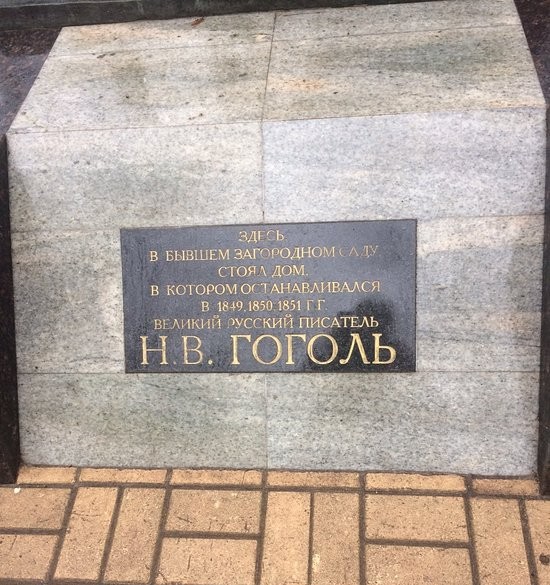 ЗДЕСЬ
В БЫВШЕМ ЗАГОРОДНОМ САДУ
СТОЯЛ ДОМ,
В КОТОРОМ ОСТАНАВЛИВАЛСЯ
В 1849, 1850, 1851 Г.Г.
ВЕЛИКИЙ РУССКИЙ ПИСАТЕЛЬ
Н.В. ГОГОЛЬ